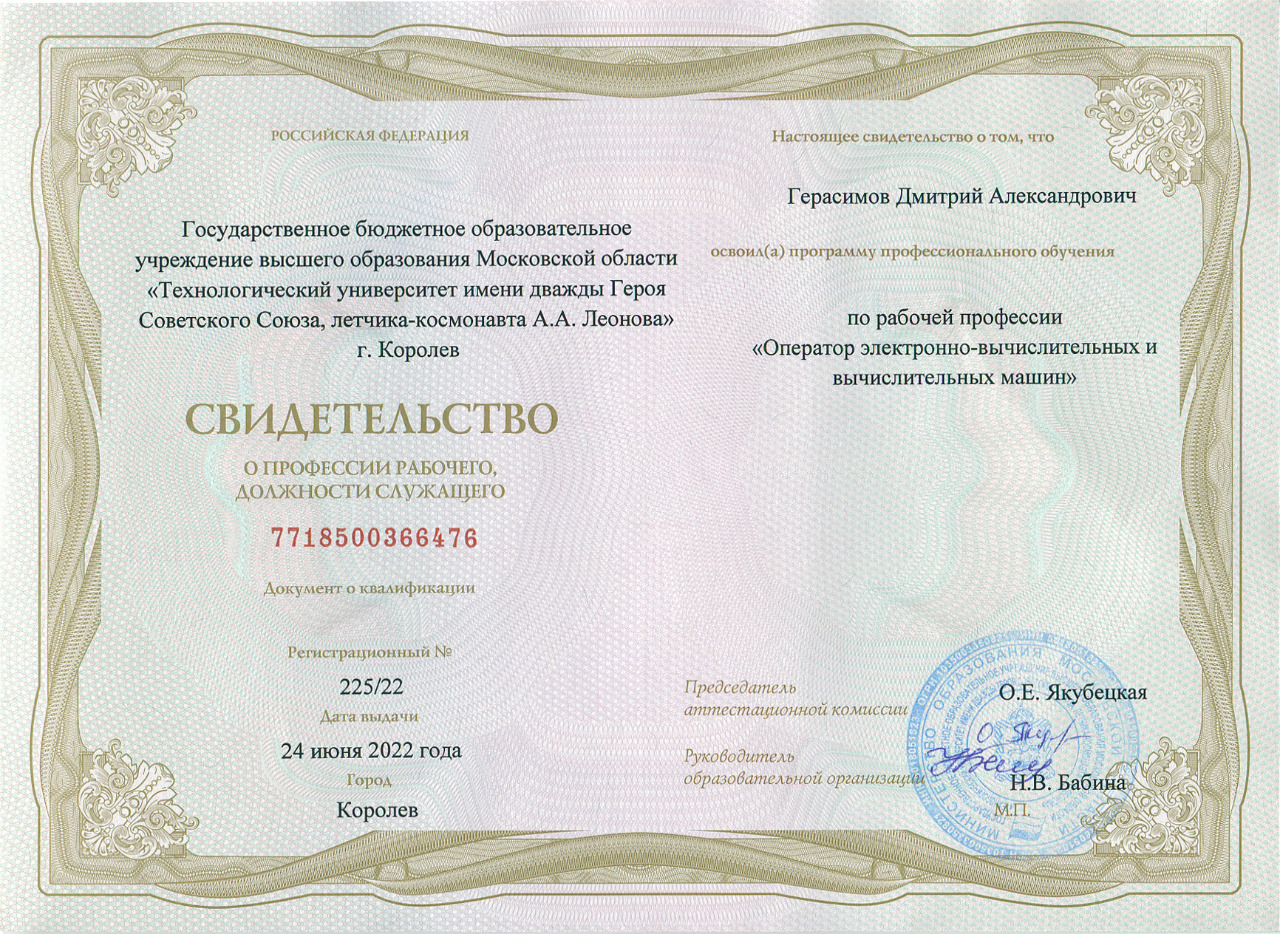 РОССИЙСКАЯ ФЕДЕРАЦИЯ
Государственное бюджетное образовательное
учреждение высшего образования Московской области
«Технологический университет имени дважды Героя
Советского Союза, летчика-космонавта А.А. Леонова»
г. Королев
СВИДЕТЕЛЬСТВО
О ПРОФЕССИИ РАБОЧЕГО,
ДОЛЖНОСТИ СЛУЖАЩЕГО
7718500366476
Документ о квалификации
Регистрационный №
225/22
Дата выдачи
24 июня 2022 года
Город
Королев
Настоящее свидетельство о том, что
Герасимов Дмитрий Александрович
освоил(а) программу профессионального обучения
по рабочей профессии
«Оператор электронно-вычислительных и
вычислительных машин»
Председатель
аттестационной комиссии
О.Е. Якубецкая
Руководитель
образовательной организации
Н.В. Бабина
М.П.
МИНИСТЕРСТВО ОБРАЗОВАНИЯ МОСКОВСКОЙ